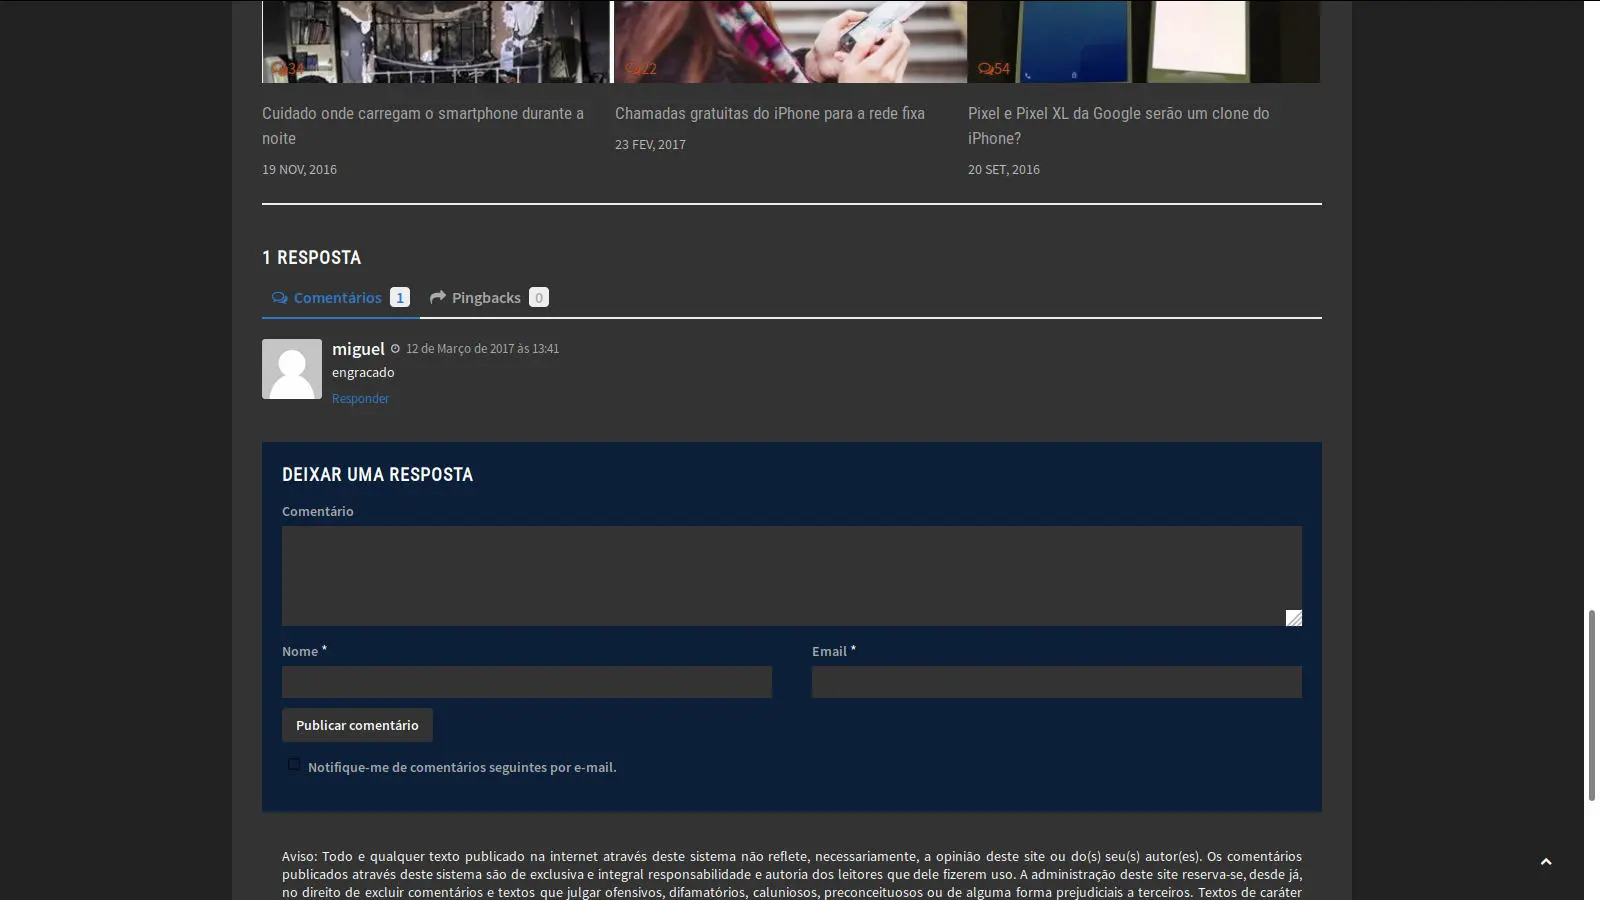 34
22
54
Cuidado onde carregam o smartphone durante a
noite
19 NOV, 2016
Chamadas gratuitas do iPhone para a rede fixa
23 FEV, 2017
Pixel e Pixel XL da Google serão um clone do
iPhone?
20 SET, 2016
1 RESPOSTA
Comentários 1 Pingbacks 0
miguel 12 de Março de 2017 às 13:41
engracado
Responder
DEIXAR UMA RESPOSTA
Comentário
Nome * Email *
Publicar comentário
Notifique-me de comentários seguintes por e-mail.
Aviso: Todo e qualquer texto publicado na internet através deste sistema não reflete, necessariamente, a opinião deste site ou do(s) seu(s) autor(es). Os comentários
publicados através deste sistema são de exclusiva e integral responsabilidade e autoria dos leitores que dele fizerem uso. A administração deste site reserva-se, desde já,
no direito de excluir comentários e textos que julgar ofensivos, difamatórios, caluniosos, preconceituosos ou de alguma forma prejudiciais a terceiros. Textos de caráter